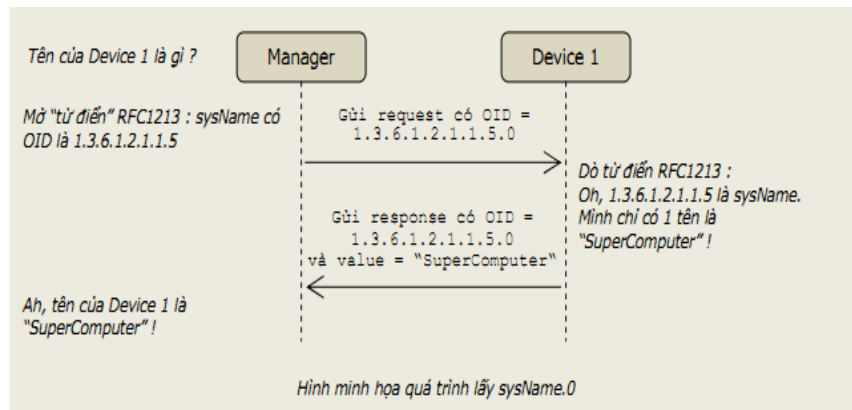 Tên của Device 1 là gì ?
Manager
Device 1
Mở "từ điển" RFC1213 : sysName có
OID là 1.3.6.1.2.1.1.5
Gửi request có OID =
1.3.6.1.2.1.1.5.0
Dò từ điển RFC1213 :
Oh, 1.3.6.1.2.1.1.5 là sysName.
Mình chỉ có 1 tên là
"SuperComputer" !
Gửi response có OID =
1.3.6.1.2.1.1.5.0
và value = "SuperComputer"
Ah, tên của Device 1 là
"SuperComputer" !
Hình minh họa quá trình lấy sysName.0